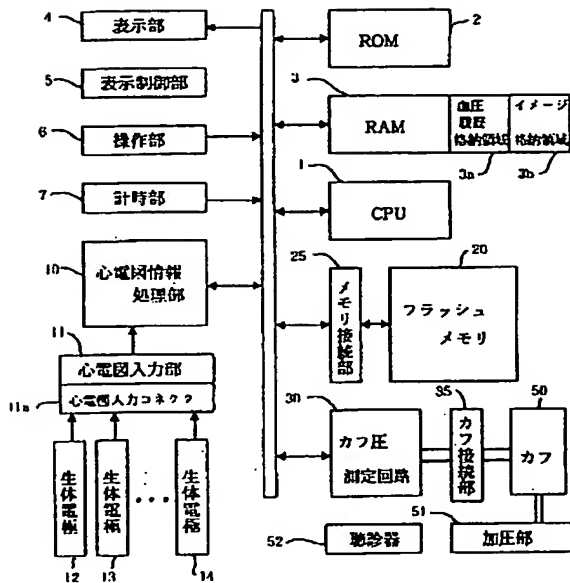 4
表示部
5
表示制御部
6
操作部
7
計時部
10
心電図情報
処理部
11
心電図入力部
11a
心電図入力コネクタ
生体電極
12
生体電極
13
...
生体電極
14
ROM
2
3
RAM
血圧
履歴
格納領域
3a
イメージ
格納領域
3b
1
CPU
25
メモリ接続部
20
フラッシュ
メモリ
30
カフ圧
測定回路
35
カフ接続部
50
カフ
51
加圧部
52
聴診器